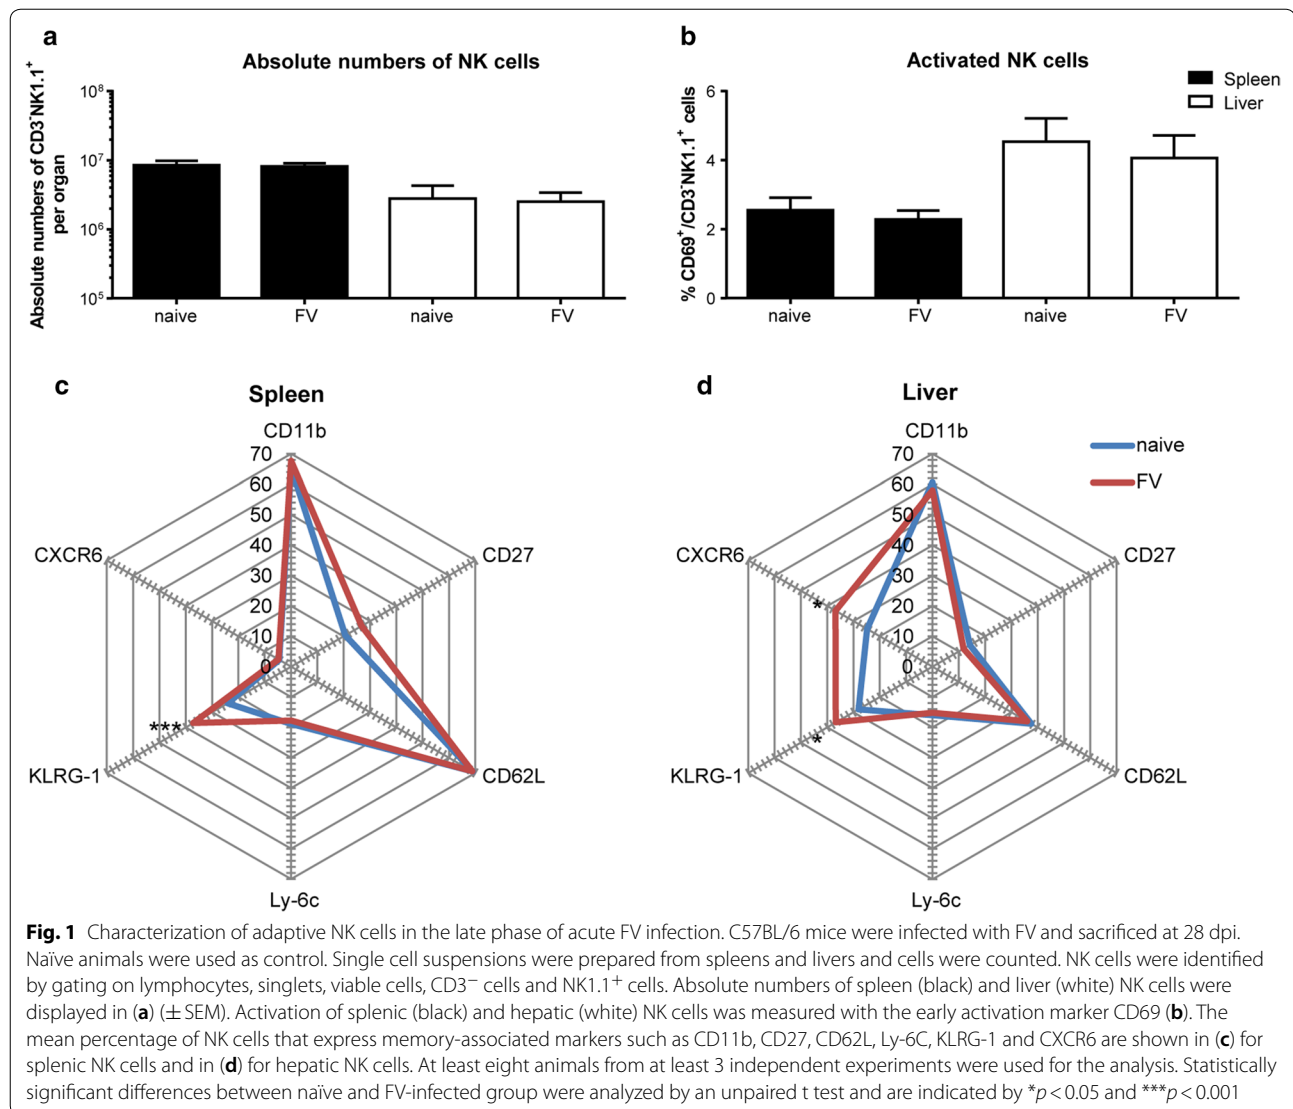 a
Absolute numbers of NK cells
Absolute numbers of CD3⁻NK1.1⁺
per organ
10⁸
10⁷
10⁶
10⁵
naive
FV
naive
FV
b
Activated NK cells
Spleen
Liver
% CD69⁺/CD3⁻NK1.1⁺ cells
6
4
2
0
naive
FV
naive
FV
c
Spleen
CD11b
70
60
50
40
30
20
10
0
CXCR6
CD27
***
KLRG-1
CD62L
Ly-6c
d
Liver
CD11b
naive
FV
70
60
50
40
30
20
10
0
CXCR6
CD27
*
*
KLRG-1
CD62L
Ly-6c
Fig. 1 Characterization of adaptive NK cells in the late phase of acute FV infection. C57BL/6 mice were infected with FV and sacrificed at 28 dpi.
Naïve animals were used as control. Single cell suspensions were prepared from spleens and livers and cells were counted. NK cells were identified
by gating on lymphocytes, singlets, viable cells, CD3− cells and NK1.1⁺ cells. Absolute numbers of spleen (black) and liver (white) NK cells were
displayed in (a) (± SEM). Activation of splenic (black) and hepatic (white) NK cells was measured with the early activation marker CD69 (b). The
mean percentage of NK cells that express memory-associated markers such as CD11b, CD27, CD62L, Ly-6C, KLRG-1 and CXCR6 are shown in (c) for
splenic NK cells and in (d) for hepatic NK cells. At least eight animals from at least 3 independent experiments were used for the analysis. Statistically
significant differences between naïve and FV-infected group were analyzed by an unpaired t test and are indicated by *p < 0.05 and ***p < 0.001